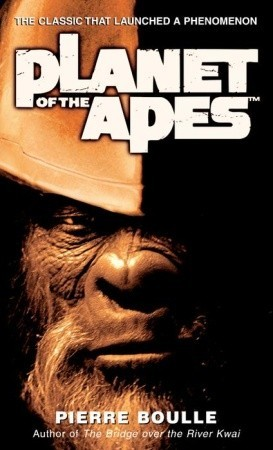 THE CLASSIC THAT LAUNCHED A PHENOMENON
PLANET
OF THE APES™
PIERRE BOULLE
Author of The Bridge over the River Kwai